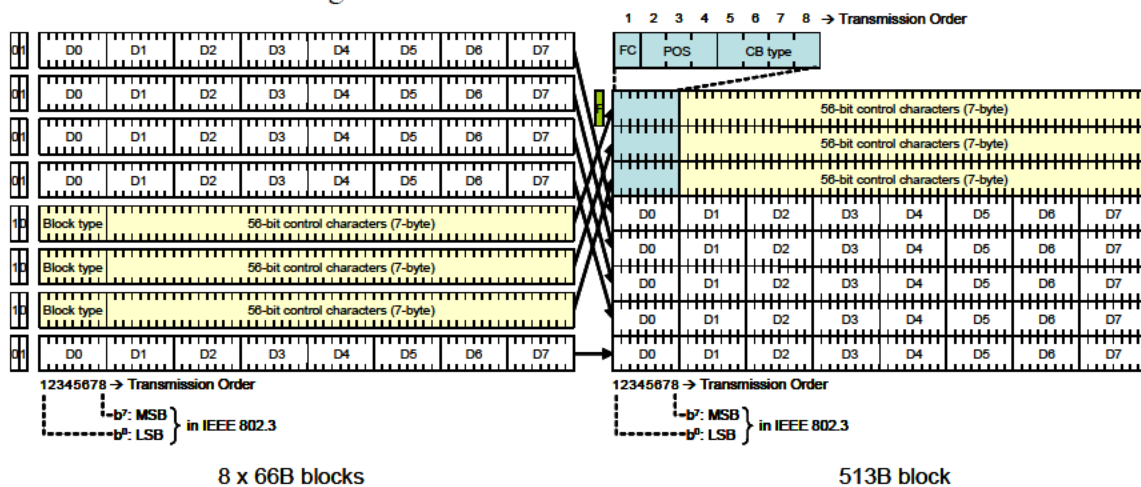 1 2 3 4 5 6 7 8 → Transmission Order
FC POS CB type
01 D0 D1 D2 D3 D4 D5 D6 D7
01 D0 D1 D2 D3 D4 D5 D6 D7
01 D0 D1 D2 D3 D4 D5 D6 D7
01 D0 D1 D2 D3 D4 D5 D6 D7
10 Block type 56-bit control characters (7-byte)
10 Block type 56-bit control characters (7-byte)
10 Block type 56-bit control characters (7-byte)
01 D0 D1 D2 D3 D4 D5 D6 D7
12345678 → Transmission Order
b7: MSB
b0: LSB
in IEEE 802.3
8 x 66B blocks
F
56-bit control characters (7-byte)
56-bit control characters (7-byte)
56-bit control characters (7-byte)
D0 D1 D2 D3 D4 D5 D6 D7
D0 D1 D2 D3 D4 D5 D6 D7
D0 D1 D2 D3 D4 D5 D6 D7
D0 D1 D2 D3 D4 D5 D6 D7
D0 D1 D2 D3 D4 D5 D6 D7
12345678 → Transmission Order
b7: MSB
b0: LSB
in IEEE 802.3
513B block